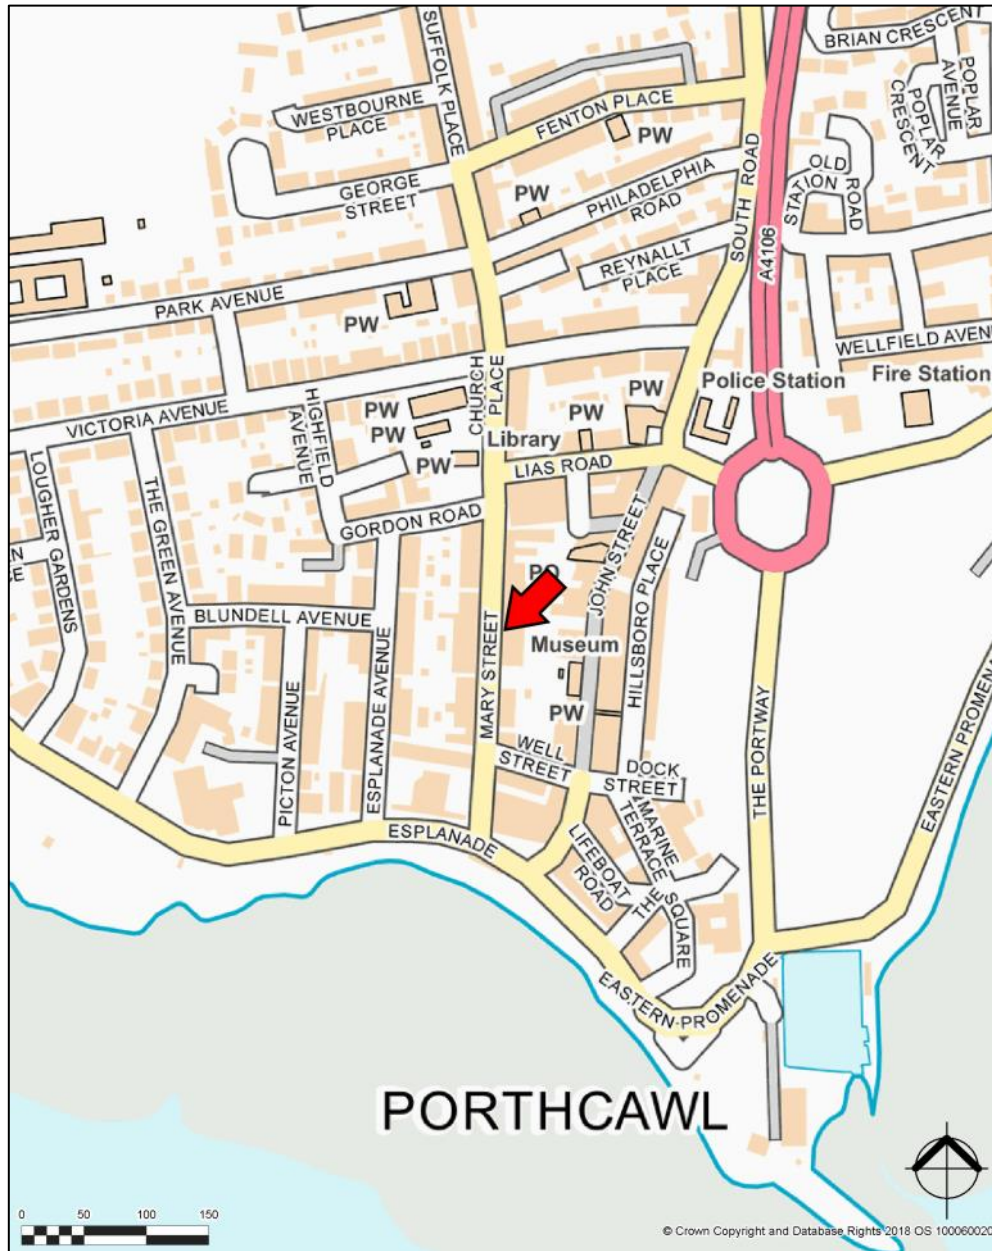 SUFFOLK PLACE
BRIAN CRESCENT
POPLAR
AVENUE
POPLAR
CRESCENT
WESTBOURNE
PLACE
FENTON PLACE
PW
GEORGE
STREET
PW
PHILADELPHIA
ROAD
SOUTH ROAD
OLD
STATION
ROAD
A4106
REYNALLT
PLACE
PARK AVENUE
PW
WELLFIELD AVENU
CHURCH
PLACE
PW
Police Station
Fire Station
VICTORIA AVENUE
HIGHFIELD
AVENUE
PW
PW
PW
PW
Library
LIAS ROAD
LOUGHER GARDENS
THE GREEN AVENUE
GORDON ROAD
JOHN STREET
HILLSBORO PLACE
BLUNDELL AVENUE
MARY STREET
Museum
PW
PICTON AVENUE
ESPLANADE AVENUE
WELL
STREET
DOCK
STREET
THE PORTWAY
EASTERN PROMENA
ESPLANADE
MARINE
TERRACE
LIFEBOAT
ROAD
THE SQUARE
EASTERN PROMENADE
PORTHCAWL
0 50 100 150
© Crown Copyright and Database Rights 2018 OS 100060020